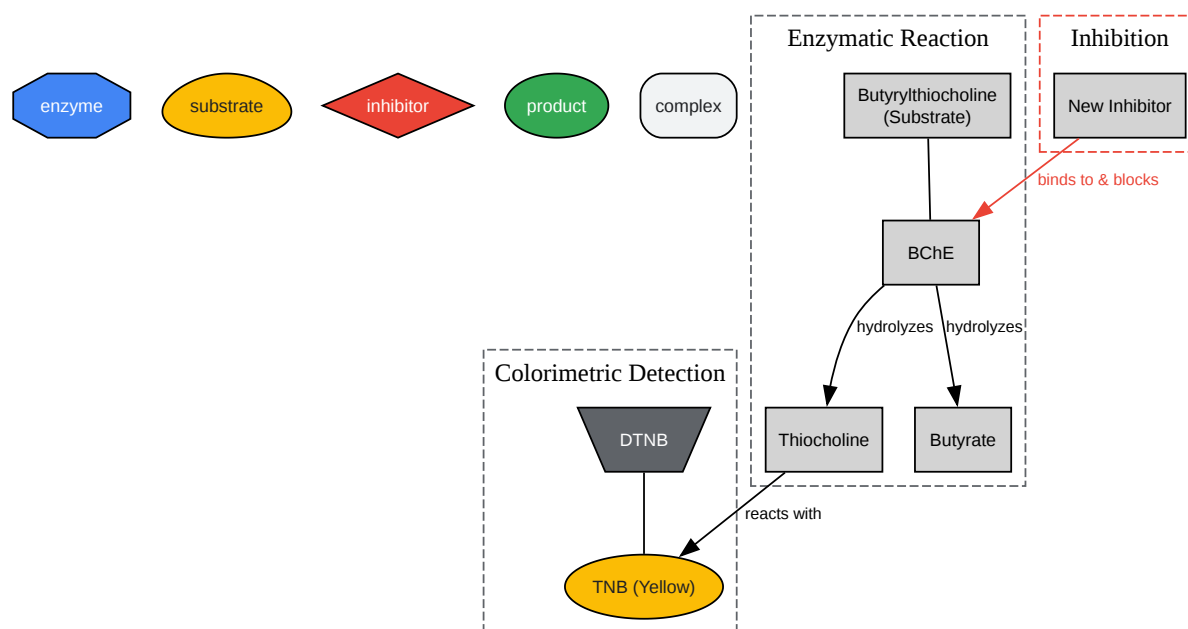 Enzymatic Reaction
Inhibition
enzyme
substrate
inhibitor
product
complex
Butyrylthiocholine
(Substrate)
New Inhibitor
binds to & blocks
BChE
hydrolyzes
hydrolyzes
Colorimetric Detection
DTNB
Thiocholine
Butyrate
reacts with
TNB (Yellow)